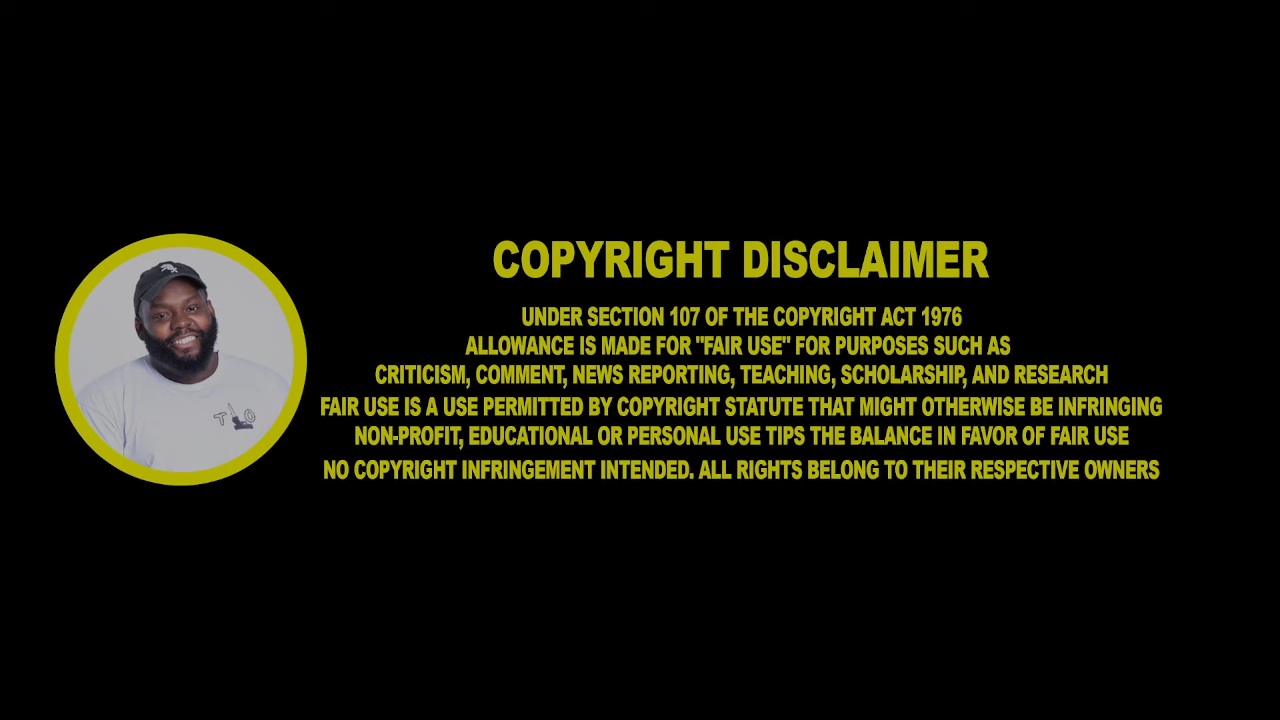 COPYRIGHT DISCLAIMER
UNDER SECTION 107 OF THE COPYRIGHT ACT 1976
ALLOWANCE IS MADE FOR "FAIR USE" FOR PURPOSES SUCH AS
CRITICISM, COMMENT, NEWS REPORTING, TEACHING, SCHOLARSHIP, AND RESEARCH
FAIR USE IS A USE PERMITTED BY COPYRIGHT STATUTE THAT MIGHT OTHERWISE BE INFRINGING
NON-PROFIT, EDUCATIONAL OR PERSONAL USE TIPS THE BALANCE IN FAVOR OF FAIR USE
NO COPYRIGHT INFRINGEMENT INTENDED. ALL RIGHTS BELONG TO THEIR RESPECTIVE OWNERS